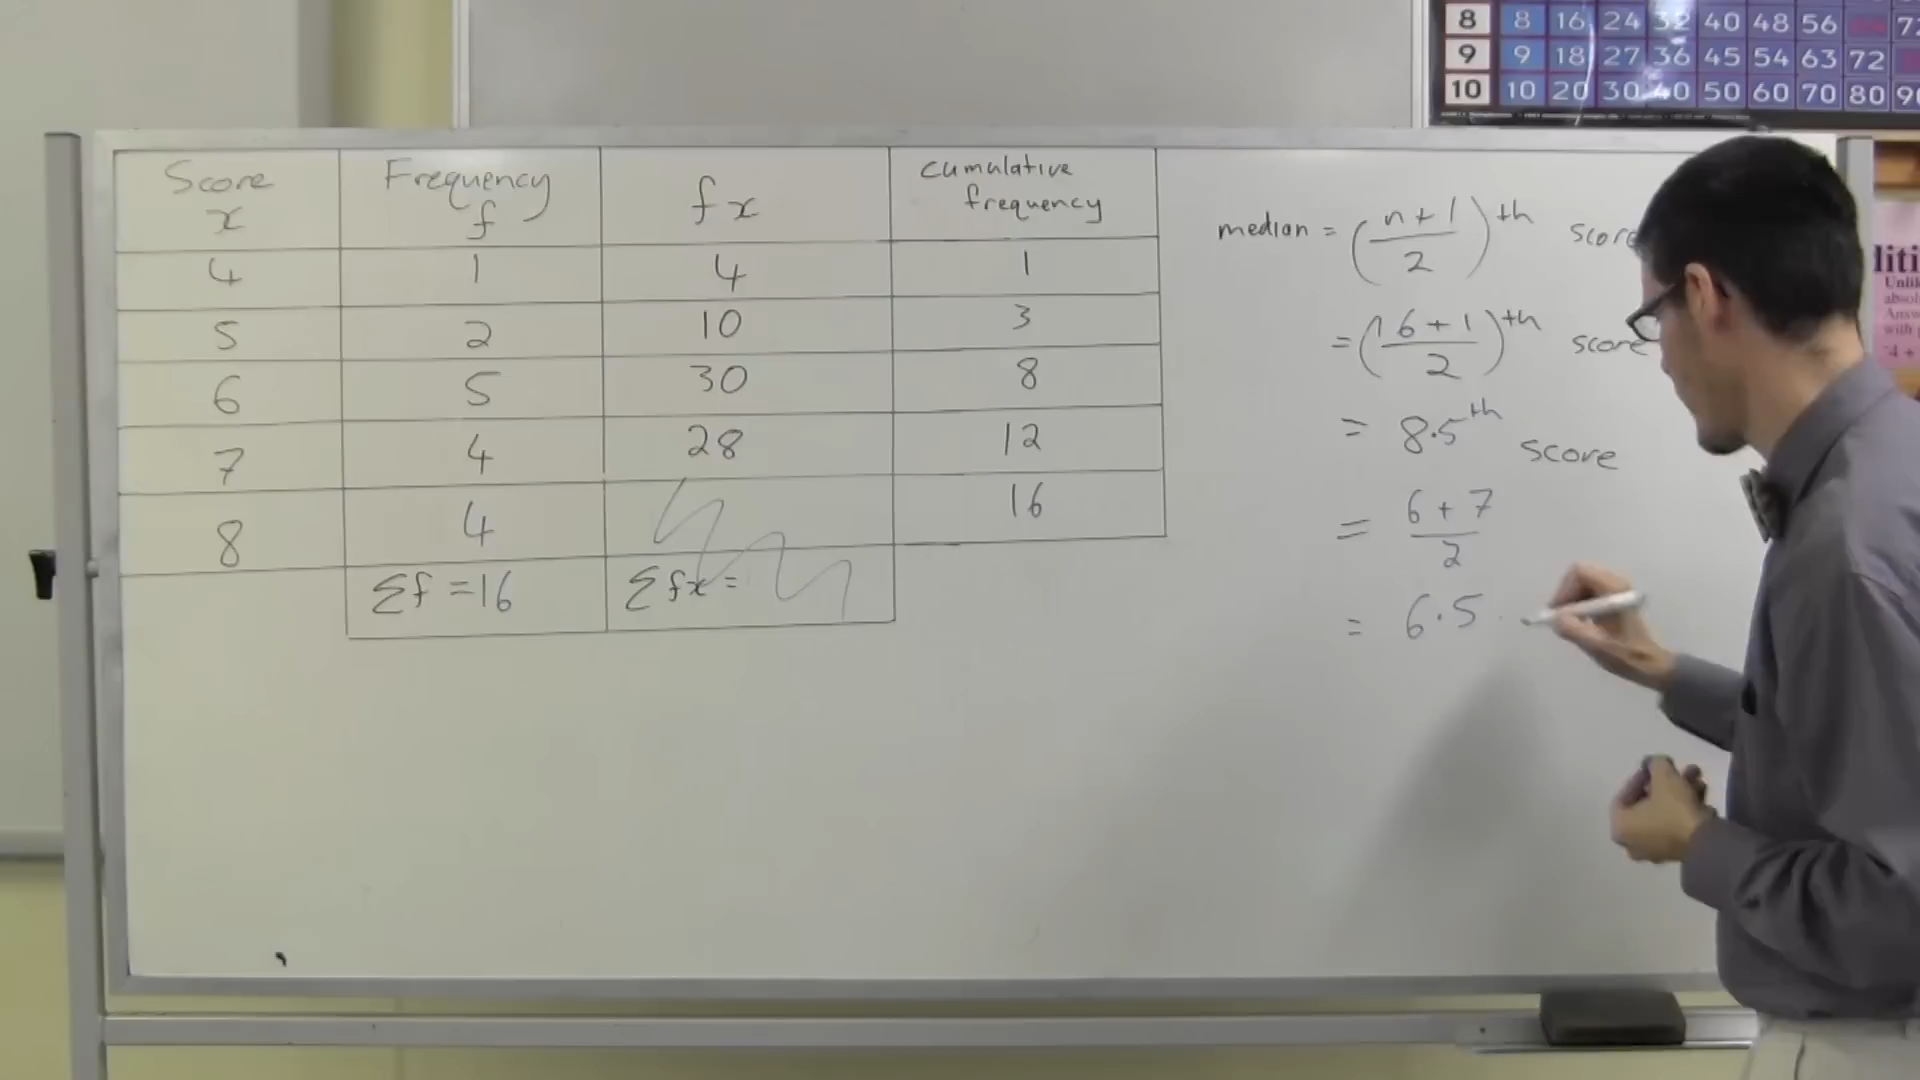 8 8 16 24 32 40 48 56
9 9 18 27 36 45 54 63 72
10 10 20 30 40 50 60 70 80
Score x Frequency f fx Cumulative frequency
4 1 4 1
5 2 10 3
6 5 30 8
7 4 28 12
8 4 16
Σf = 16 Σfx =
median = (n + 1 / 2)th score
= (16 + 1 / 2)th score
= 8.5th score
= 6 + 7 / 2
= 6.5